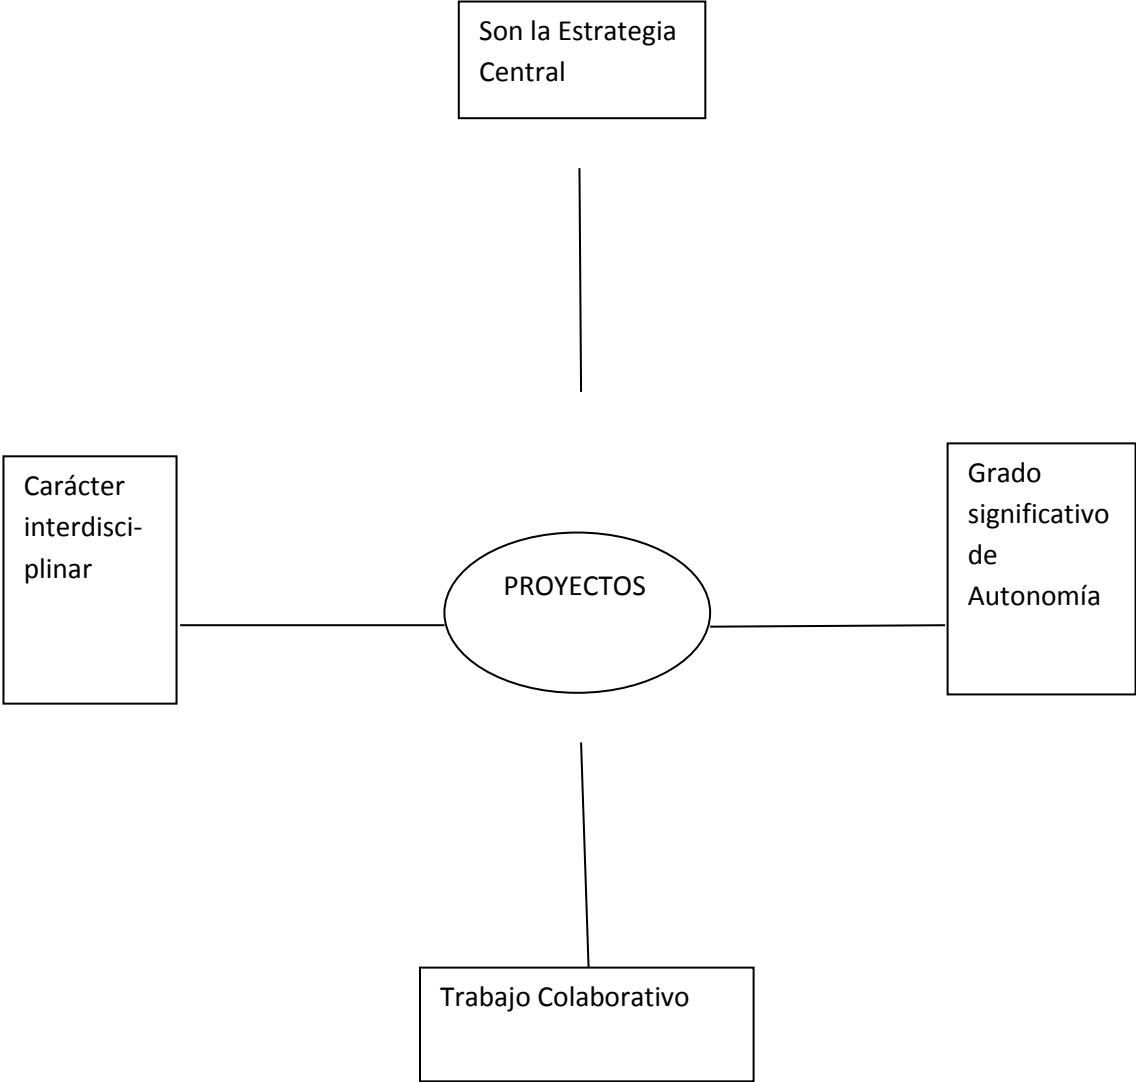 Son la Estrategia
Central
Carácter
interdisci-
plinar
PROYECTOS
Grado
significativo
de
Autonomía
Trabajo Colaborativo